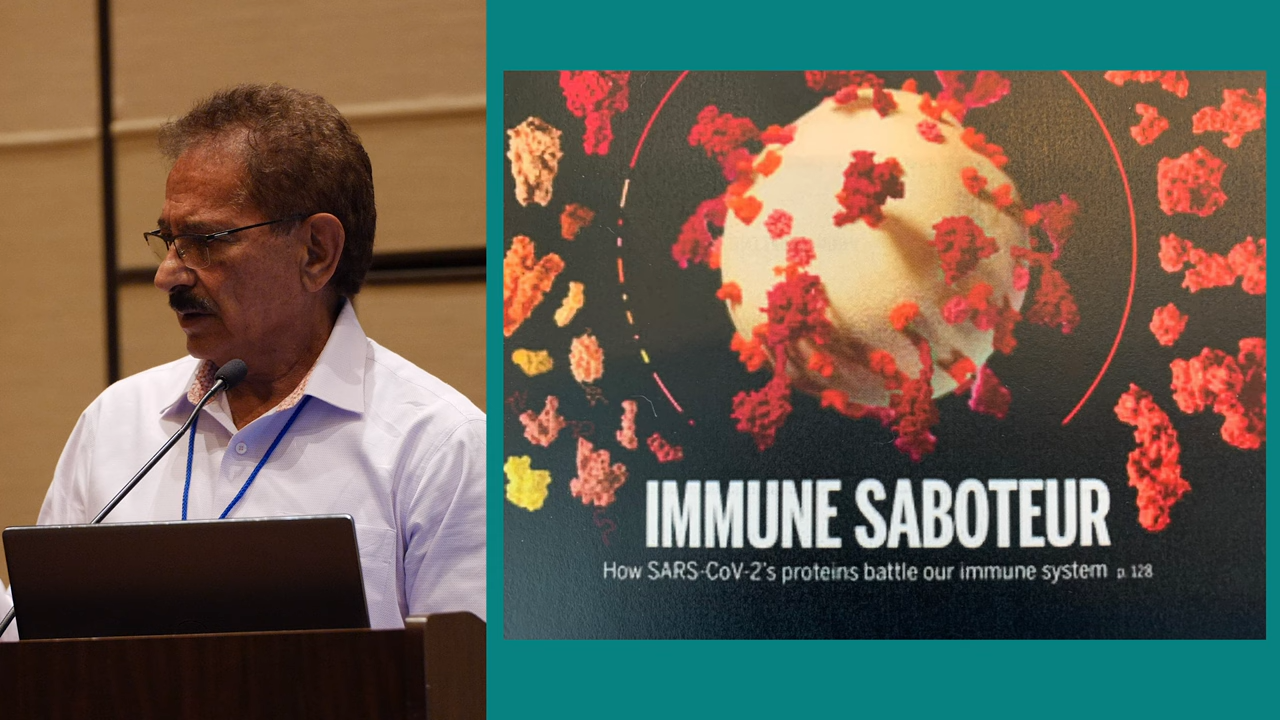 IMMUNE SABOTEUR
How SARS-CoV-2's proteins battle our immune system p. 128